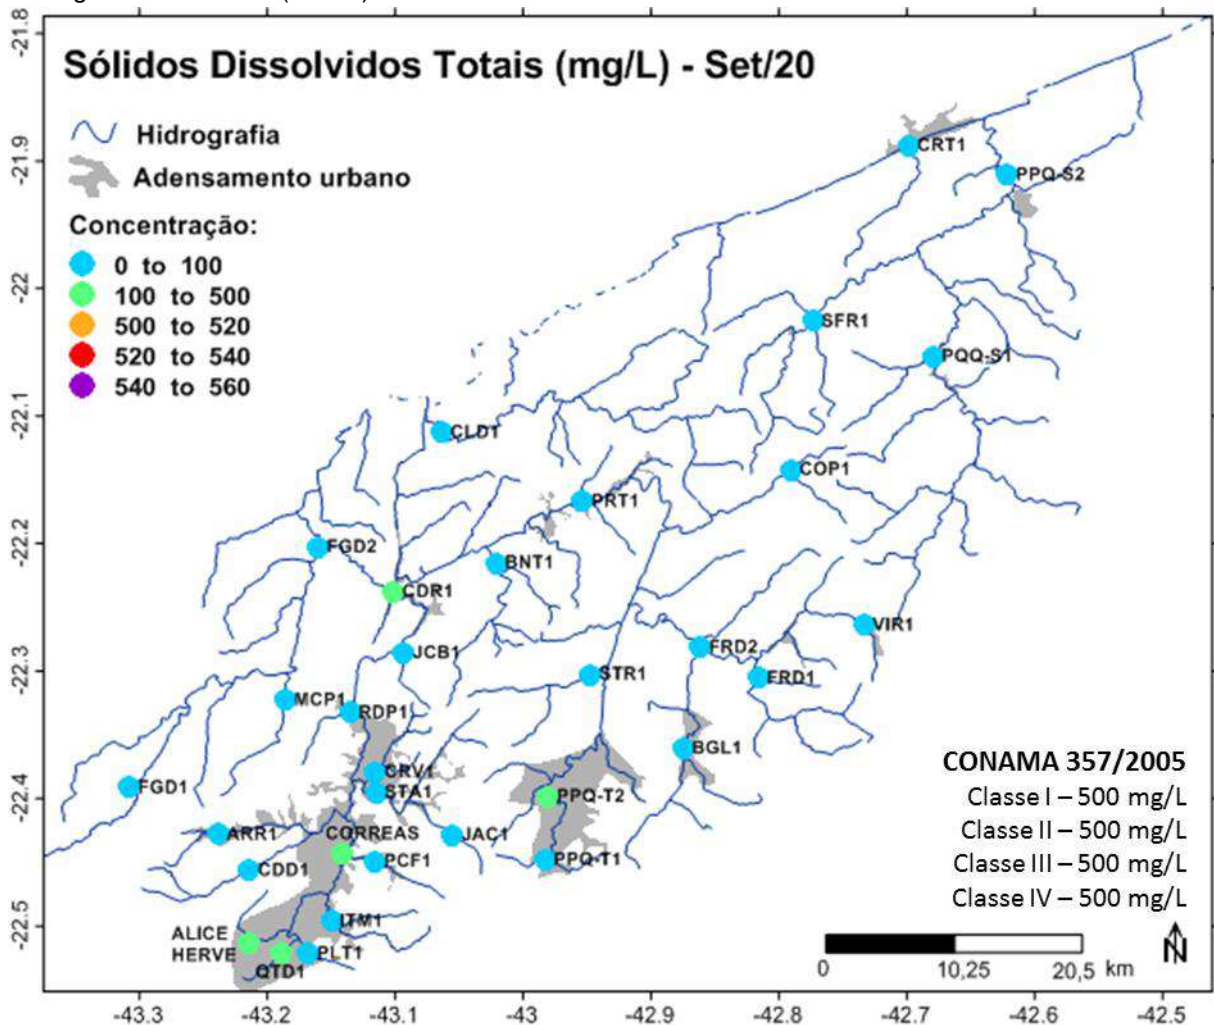 Sólidos Dissolvidos Totais (mg/L) - Set/20
Hidrografia
Adensamento urbano
Concentração:
0 to 100
100 to 500
500 to 520
520 to 540
540 to 560
CRT1
PPQ-S2
SFR1
PQQ-S1
CLD1
COP1
PRT1
FGD2
BNT1
CDR1
VIR1
JCB1
FRD2
STR1
FRD1
MCP1
RDP1
BGL1
CRV1
FGD1
STA1
PPQ-T2
ARR1
CORREAS
JAC1
CDD1
PCF1
PPQ-T1
ITM1
ALICE
HERVE
PLT1
QTD1
CONAMA 357/2005
Classe I – 500 mg/L
Classe II – 500 mg/L
Classe III – 500 mg/L
Classe IV – 500 mg/L
N
0 10,25 20,5 km
-21.8
-21.9
-22
-22.1
-22.2
-22.3
-22.4
-22.5
-43.3 -43.2 -43.1 -43 -42.9 -42.8 -42.7 -42.6 -42.5